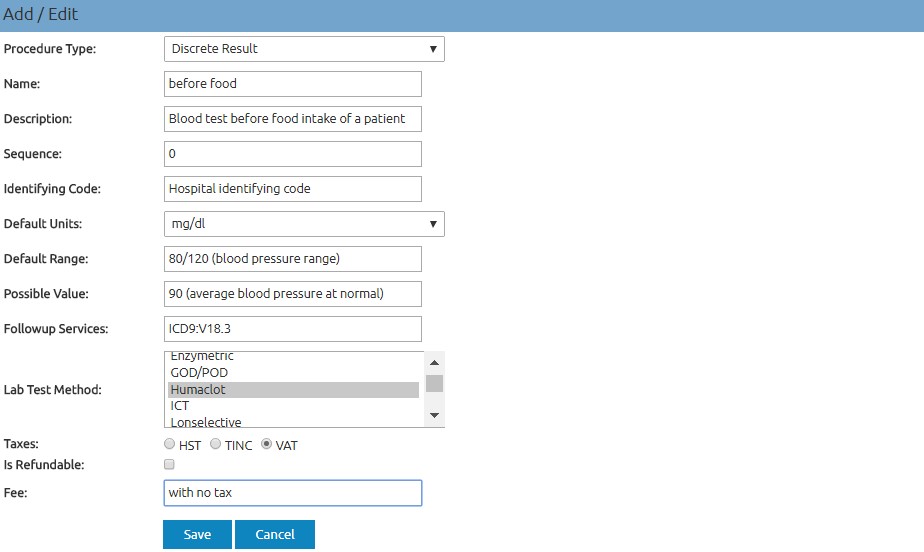 Add / Edit
Procedure Type: Discrete Result
Name: before food
Description: Blood test before food intake of a patient
Sequence: 0
Identifying Code: Hospital identifying code
Default Units: mg/dl
Default Range: 80/120 (blood pressure range)
Possible Value: 90 (average blood pressure at normal)
Followup Services: ICD9:V18.3
Enzymetric
GOD/POD
Lab Test Method: Humaclot
ICT
Lonselective
Taxes: HST TINC VAT
Is Refundable:
Fee: with no tax
Save Cancel